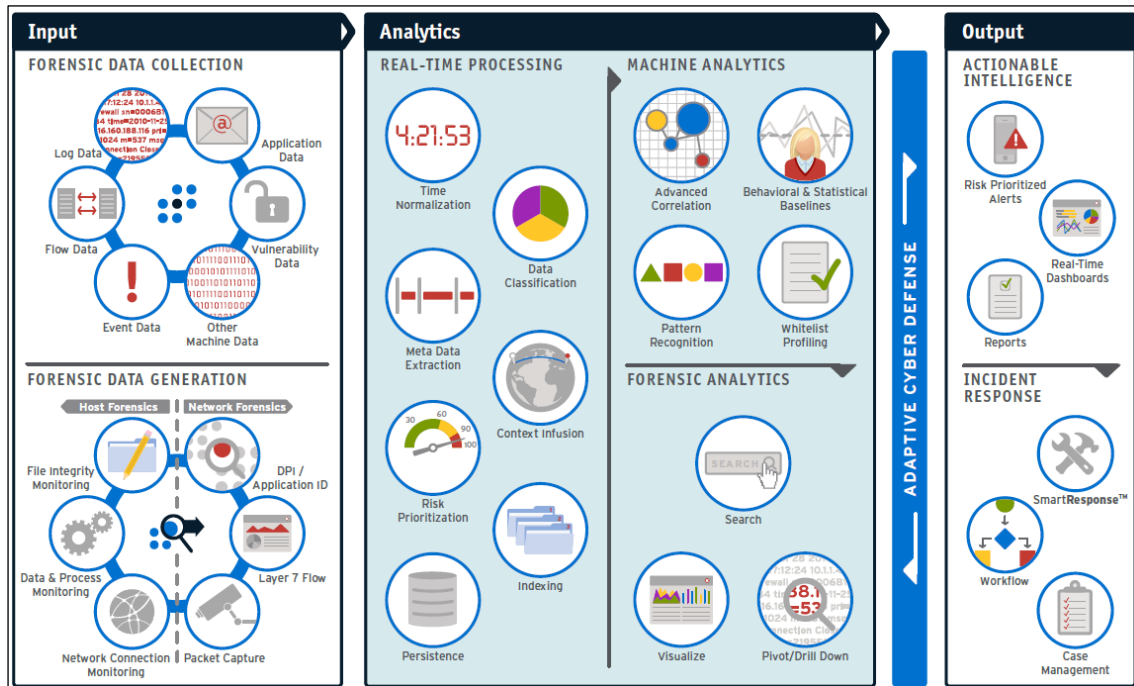 Input
FORENSIC DATA COLLECTION
Log Data
@
Application
Data
Flow Data
Vulnerability
Data
Event Data
Other
Machine Data
FORENSIC DATA GENERATION
Host Forensics
Network Forensics
File Integrity
Monitoring
DPI /
Application ID
Data & Process
Monitoring
Layer 7 Flow
Network Connection
Monitoring
Packet Capture
Analytics
REAL-TIME PROCESSING
4:21:53
Time
Normalization
Data
Classification
Meta Data
Extraction
Context Infusion
30
60
90
100
Risk
Prioritization
Indexing
Persistence
MACHINE ANALYTICS
Advanced
Correlation
Behavioral & Statistical
Baselines
Pattern
Recognition
Whitelist
Profiling
FORENSIC ANALYTICS
SEARCH
Search
Visualize
Pivot/Drill Down
ADAPTIVE CYBER DEFENSE
Output
ACTIONABLE
INTELLIGENCE
Risk Prioritized
Alerts
Real-Time
Dashboards
Reports
INCIDENT
RESPONSE
SmartResponse™
Workflow
Case
Management